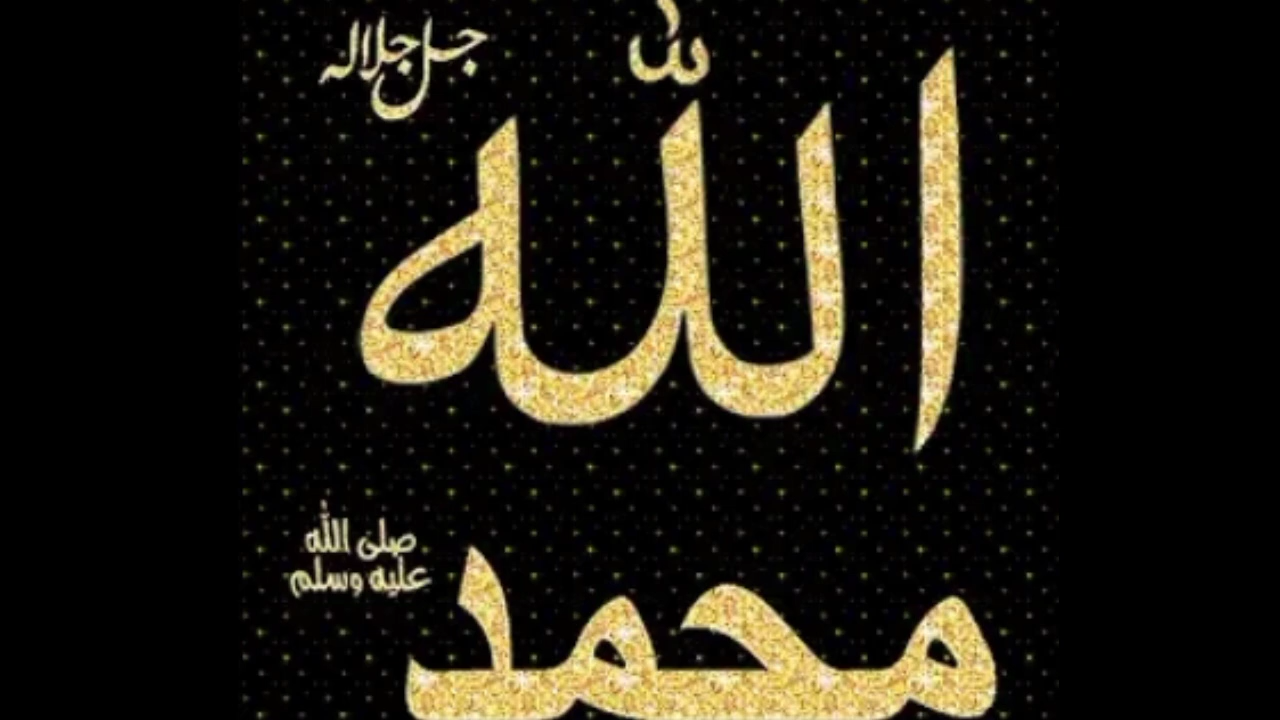 الله
جل جلاله
محمد
صلى الله
عليه وسلم